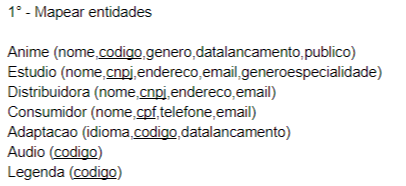 1° - Mapear entidades
Anime (nome,codigo,genero,datalancamento,publico)
Estudio (nome,cnpj,endereco,email,generoespecialidade)
Distribuidora (nome,cnpj,endereco,email)
Consumidor (nome,cpf,telefone,email)
Adaptacao (idioma,codigo,datalancamento)
Audio (codigo)
Legenda (codigo)